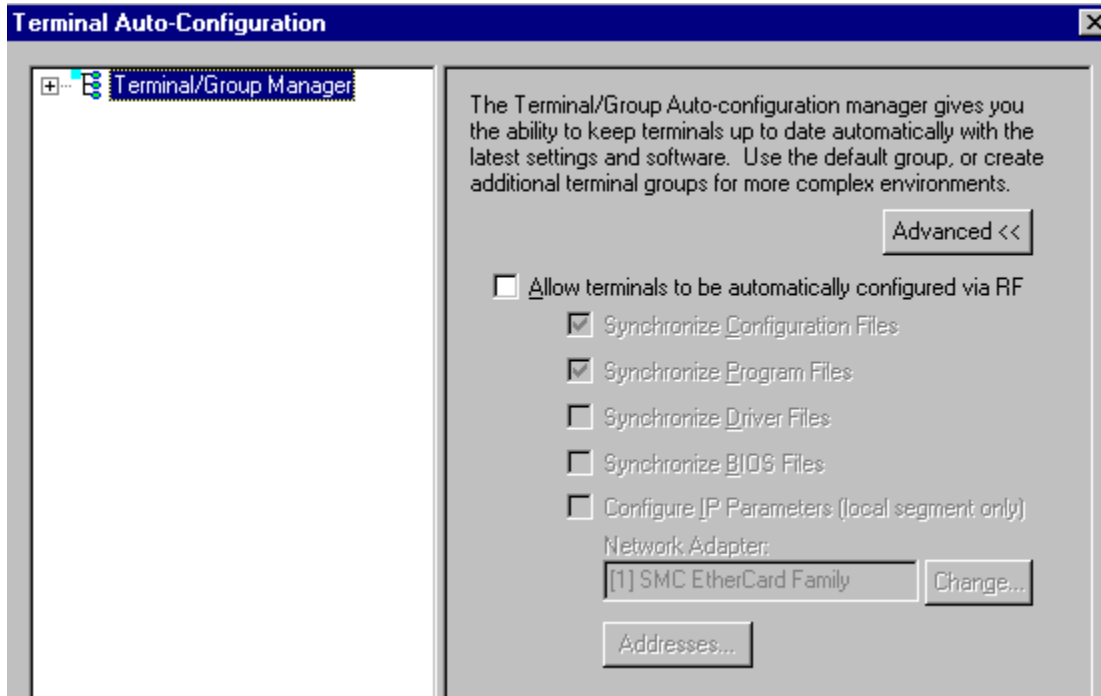 Terminal Auto-Configuration
Terminal/Group Manager
The Terminal/Group Auto-configuration manager gives you
the ability to keep terminals up to date automatically with the
latest settings and software.  Use the default group, or create
additional terminal groups for more complex environments.
Advanced <<
Allow terminals to be automatically configured via RF
Synchronize Configuration Files
Synchronize Program Files
Synchronize Driver Files
Synchronize BIOS Files
Configure IP Parameters (local segment only)
Network Adapter:
[1] SMC EtherCard Family
Change...
Addresses...